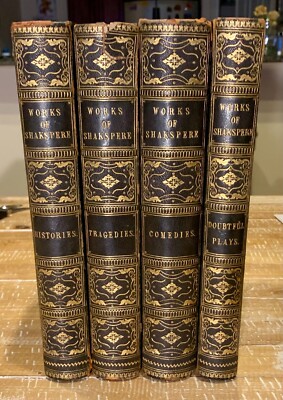 WORKS
OF
SHAKSPERE
HISTORIES.
WORKS
OF
SHAKSPERE
TRAGEDIES.
WORKS
OF
SHAKSPERE
COMEDIES.
WORKS
OF
SHAKSPERE
DOUBTFUL
PLAYS.